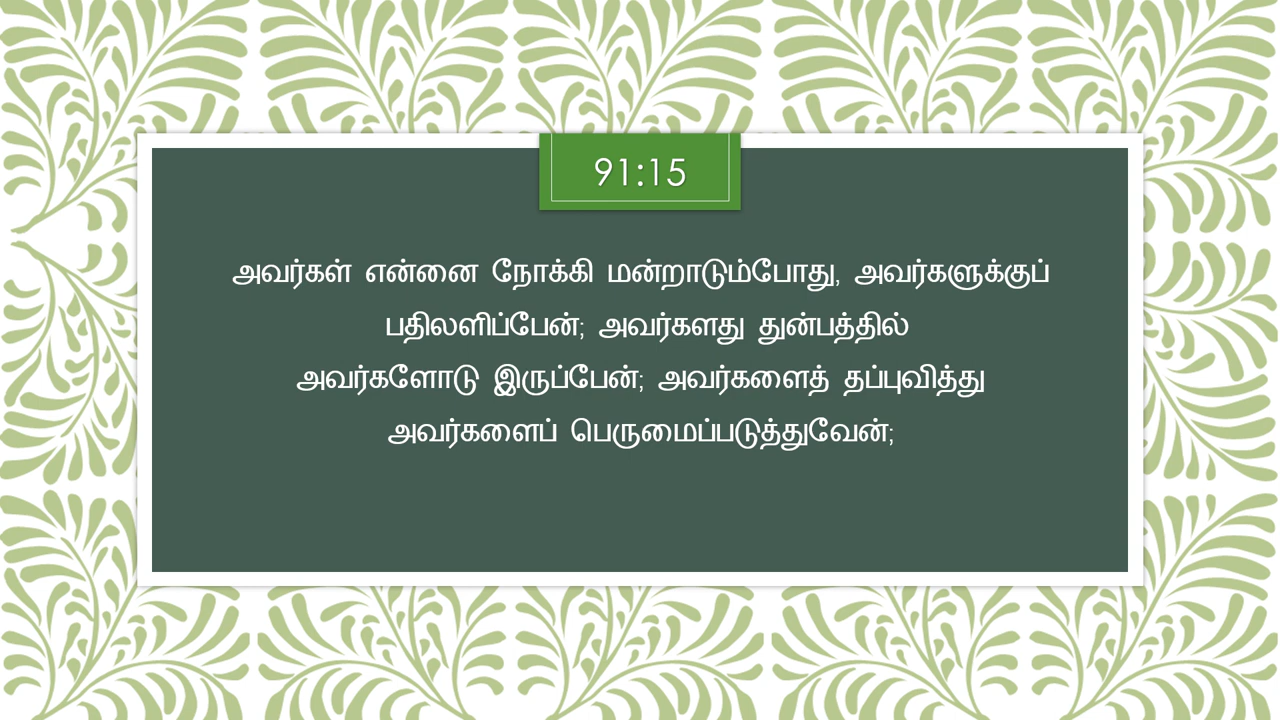 91:15
அவர்கள் என்னை நோக்கி மன்றாடும்போது, அவர்களுக்குப்
பதிலளிப்பேன்; அவர்களது துன்பத்தில்
அவர்களோடு இருப்பேன்; அவர்களைத் தப்புவித்து
அவர்களைப் பெருமைப்படுத்துவேன்;